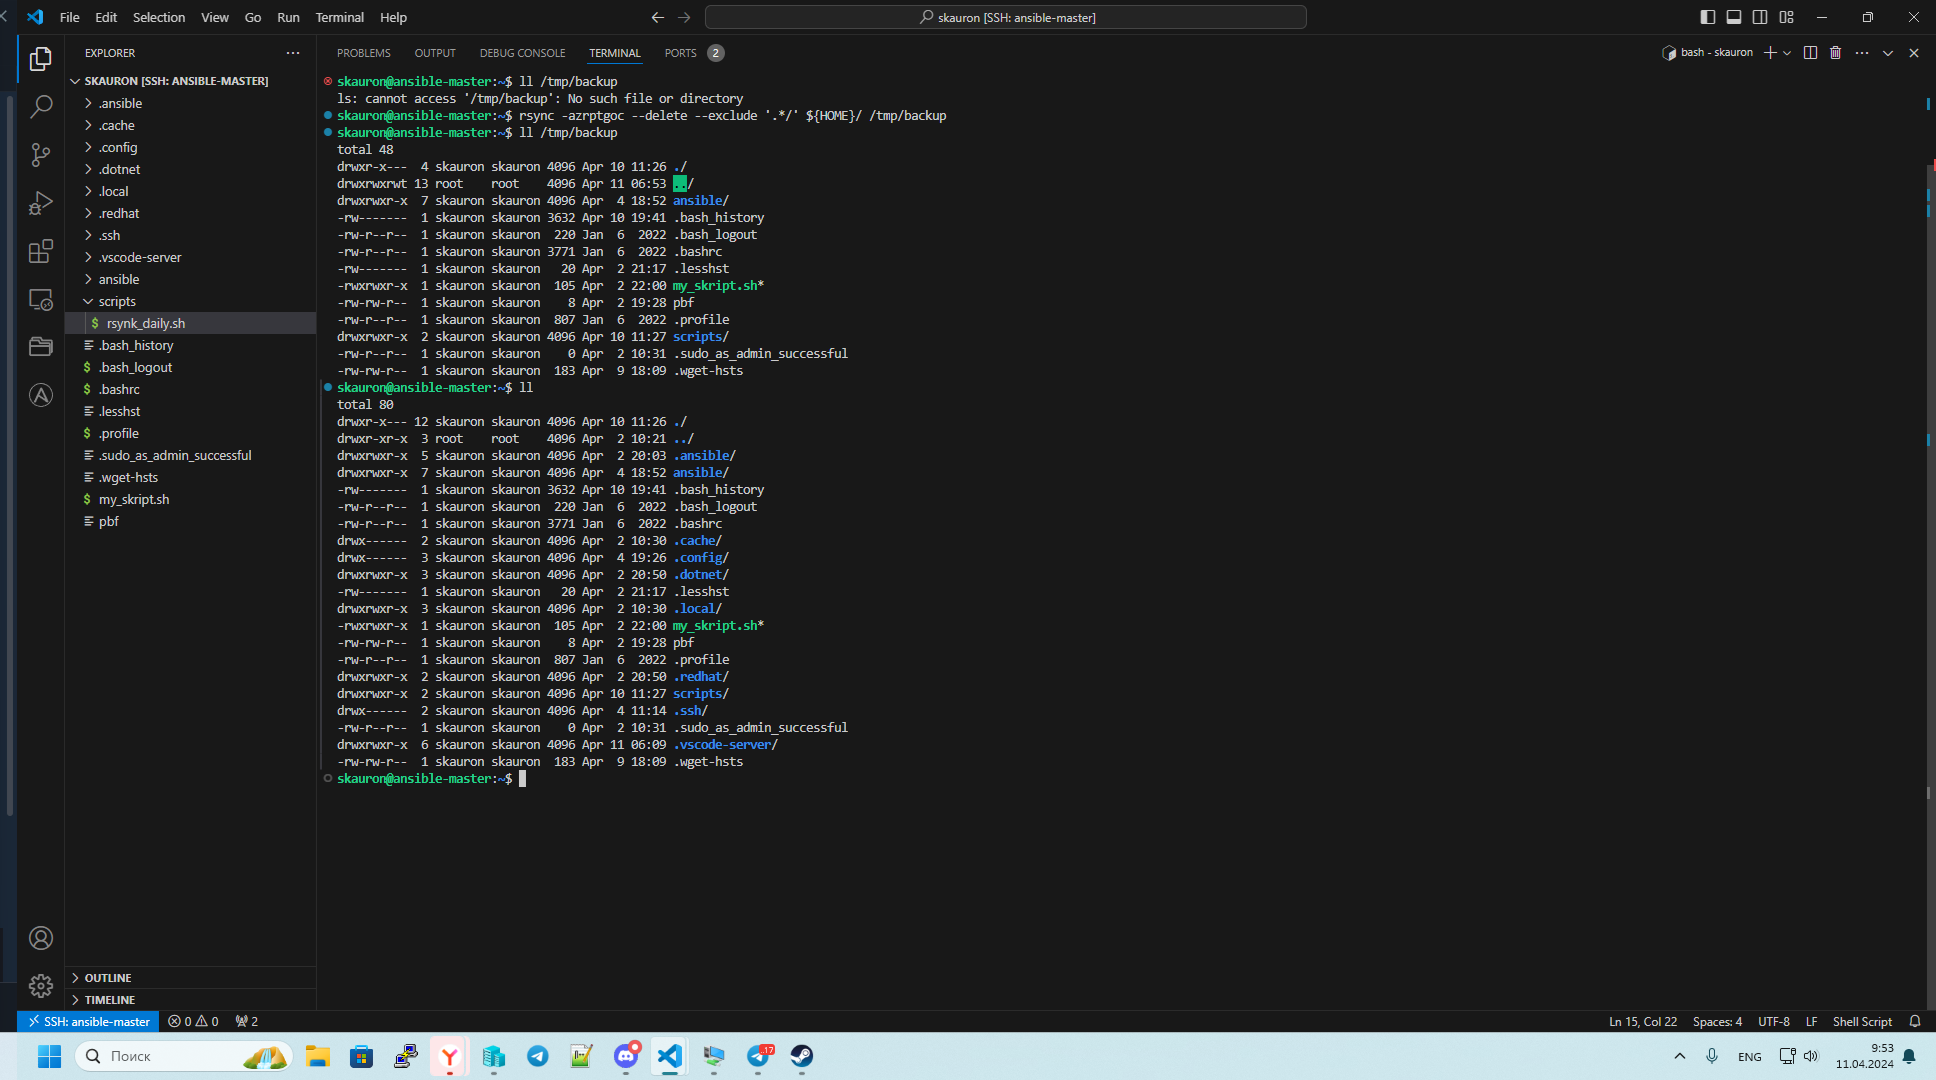 File Edit Selection View Go Run Terminal Help
skauron [SSH: ansible-master]
EXPLORER
SKAURON [SSH: ANSIBLE-MASTER]
.ansible
.cache
.config
.dotnet
.local
.redhat
.ssh
.vscode-server
ansible
scripts
$ rsynk_daily.sh
.bash_history
$ .bash_logout
$ .bashrc
.lesshst
$ .profile
.sudo_as_admin_successful
.wget-hsts
$ my_skript.sh
pbf
OUTLINE
TIMELINE
PROBLEMS OUTPUT DEBUG CONSOLE TERMINAL PORTS 2
bash - skauron
skauron@ansible-master:~$ ll /tmp/backup
ls: cannot access '/tmp/backup': No such file or directory
skauron@ansible-master:~$ rsync -azrptgoc --delete --exclude '.*/' ${HOME}/ /tmp/backup
skauron@ansible-master:~$ ll /tmp/backup
total 48
drwxr-x---  4 skauron skauron 4096 Apr 10 11:26 ./
drwxrwxrwt 13 root    root    4096 Apr 11 06:53 ../
drwxrwxr-x  7 skauron skauron 4096 Apr  4 18:52 ansible/
-rw-------  1 skauron skauron 3632 Apr 10 19:41 .bash_history
-rw-r--r--  1 skauron skauron  220 Jan  6  2022 .bash_logout
-rw-r--r--  1 skauron skauron 3771 Jan  6  2022 .bashrc
-rw-------  1 skauron skauron   20 Apr  2 21:17 .lesshst
-rwxrwxr-x  1 skauron skauron  105 Apr  2 22:00 my_skript.sh*
-rw-rw-r--  1 skauron skauron    8 Apr  2 19:28 pbf
-rw-r--r--  1 skauron skauron  807 Jan  6  2022 .profile
drwxrwxr-x  2 skauron skauron 4096 Apr 10 11:27 scripts/
-rw-r--r--  1 skauron skauron    0 Apr  2 10:31 .sudo_as_admin_successful
-rw-rw-r--  1 skauron skauron  183 Apr  9 18:09 .wget-hsts
skauron@ansible-master:~$ ll
total 80
drwxr-x--- 12 skauron skauron 4096 Apr 10 11:26 ./
drwxr-xr-x  3 root    root    4096 Apr  2 10:21 ../
drwxrwxr-x  5 skauron skauron 4096 Apr  2 20:03 .ansible/
drwxrwxr-x  7 skauron skauron 4096 Apr  4 18:52 ansible/
-rw-------  1 skauron skauron 3632 Apr 10 19:41 .bash_history
-rw-r--r--  1 skauron skauron  220 Jan  6  2022 .bash_logout
-rw-r--r--  1 skauron skauron 3771 Jan  6  2022 .bashrc
drwx------  2 skauron skauron 4096 Apr  2 10:30 .cache/
drwx------  3 skauron skauron 4096 Apr  4 19:26 .config/
drwxrwxr-x  3 skauron skauron 4096 Apr  2 20:50 .dotnet/
-rw-------  1 skauron skauron   20 Apr  2 21:17 .lesshst
drwxrwxr-x  3 skauron skauron 4096 Apr  2 10:30 .local/
-rwxrwxr-x  1 skauron skauron  105 Apr  2 22:00 my_skript.sh*
-rw-rw-r--  1 skauron skauron    8 Apr  2 19:28 pbf
-rw-r--r--  1 skauron skauron  807 Jan  6  2022 .profile
drwxrwxr-x  2 skauron skauron 4096 Apr  2 20:50 .redhat/
drwxrwxr-x  2 skauron skauron 4096 Apr 10 11:27 scripts/
drwx------  2 skauron skauron 4096 Apr  4 11:14 .ssh/
-rw-r--r--  1 skauron skauron    0 Apr  2 10:31 .sudo_as_admin_successful
drwxrwxr-x  6 skauron skauron 4096 Apr 11 06:09 .vscode-server/
-rw-rw-r--  1 skauron skauron  183 Apr  9 18:09 .wget-hsts
skauron@ansible-master:~$
SSH: ansible-master 0 0 2
Ln 15, Col 22 Spaces: 4 UTF-8 LF Shell Script
Поиск
17
ENG
9:53
11.04.2024